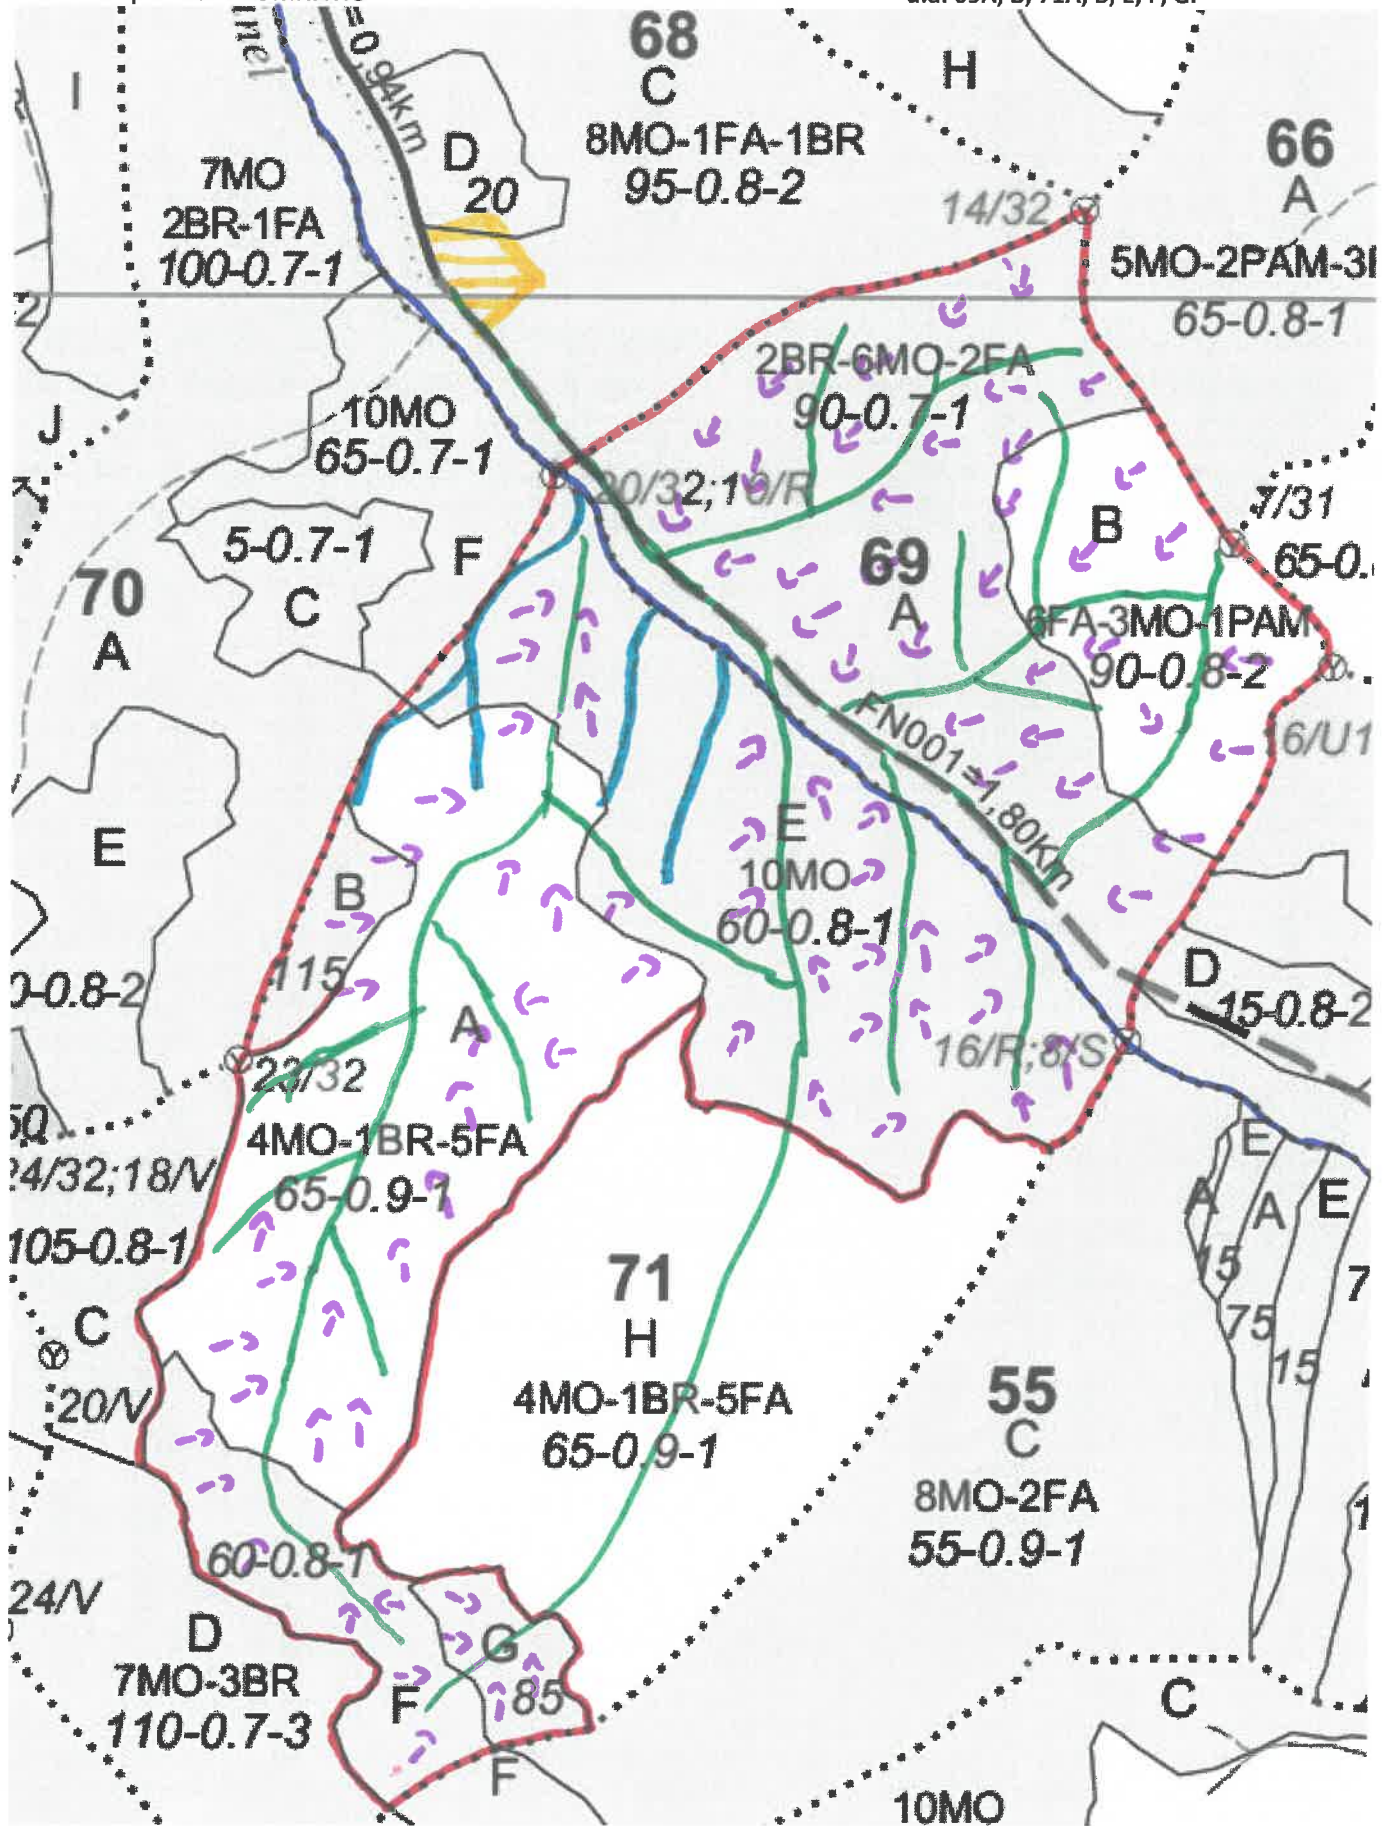 68
C
8MO-1FA-1BR
95-0.8-2
H
I
=0,94km
D
20
66
A
7MO
2BR-1FA
100-0.7-1
14/32
65-0.8-1
2BR-6MO-2FA
90-0.7-1
10MO
65-0.7-1
J
5-0.7-1
F
C
70
A
B
7/31
69
A
6FA-3MO-1PAM
90-0.8-2
6/U1
FN001=1,80Km
E
10MO
60-0.8-1
E
B
115
A
D
15-0.8-2
16/R;8/S
23/32
4MO-1BR-5FA
65-0.9-1
24/32;18/V
105-0.8-1
E
A
A
E
15
75
15
C
20/V
71
H
4MO-1BR-5FA
65-0.9-1
55
C
8MO-2FA
55-0.9-1
60-0.8-1
24/V
D
7MO-3BR
110-0.7-3
G
85
F
F
C
10MO